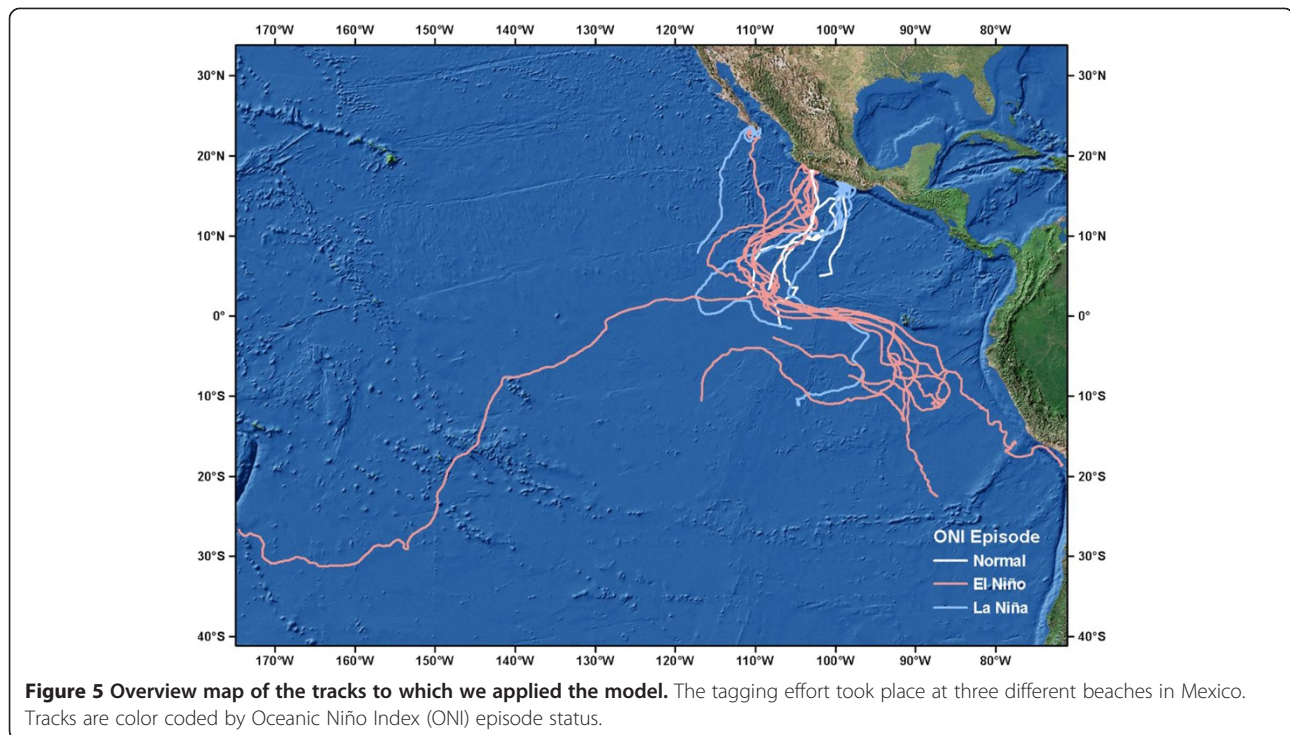 170°W 160°W 150°W 140°W 130°W 120°W 110°W 100°W 90°W 80°W
30°N 30°N
20°N 20°N
10°N 10°N
0° 0°
10°S 10°S
20°S 20°S
ONI Episode
Normal
30°S 30°S
El Niño
La Niña
40°S 40°S
170°W 160°W 150°W 140°W 130°W 120°W 110°W 100°W 90°W 80°W
Figure 5 Overview map of the tracks to which we applied the model. The tagging effort took place at three different beaches in Mexico.
Tracks are color coded by Oceanic Niño Index (ONI) episode status.